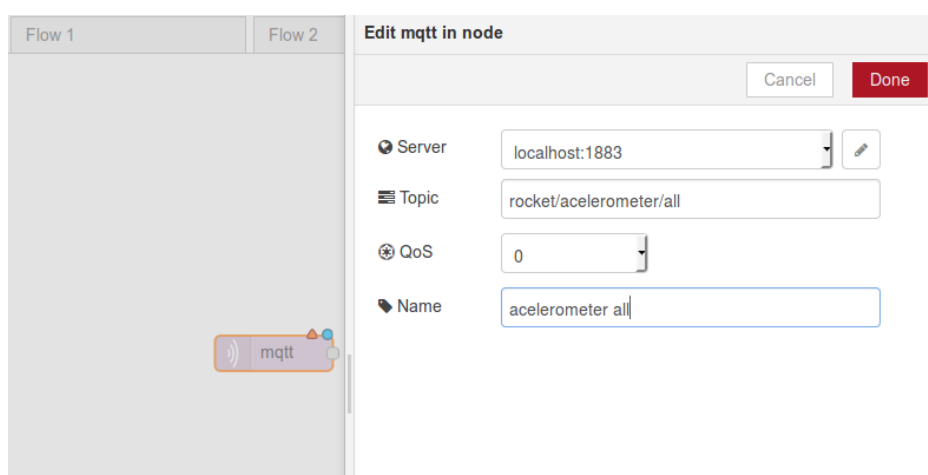 Flow 1
Flow 2
Edit mqtt in node
Cancel
Done
Server
localhost:1883
Topic
rocket/acelerometer/all
QoS
0
Name
acelerometer all
mqtt